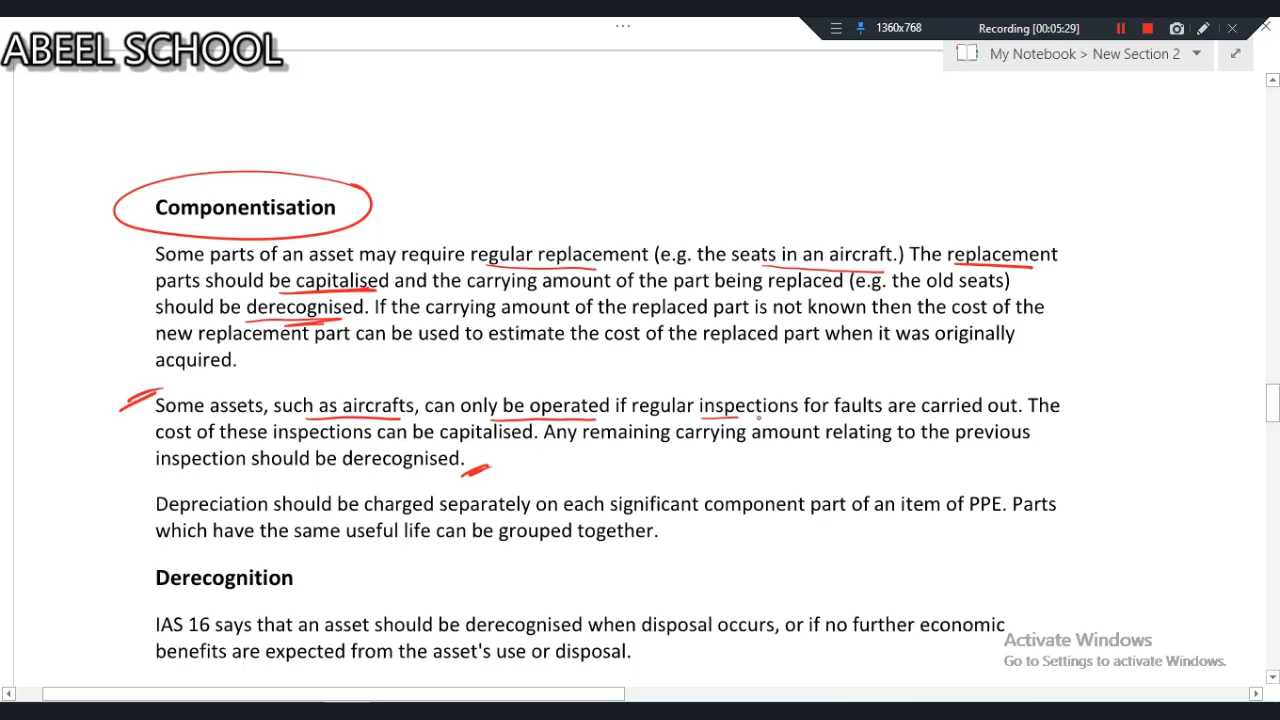 ABEEL SCHOOL
1360x768
Recording [00:05:29]
My Notebook > New Section 2
Componentisation
Some parts of an asset may require regular replacement (e.g. the seats in an aircraft.) The replacement
parts should be capitalised and the carrying amount of the part being replaced (e.g. the old seats)
should be derecognised. If the carrying amount of the replaced part is not known then the cost of the
new replacement part can be used to estimate the cost of the replaced part when it was originally
acquired.
Some assets, such as aircrafts, can only be operated if regular inspections for faults are carried out. The
cost of these inspections can be capitalised. Any remaining carrying amount relating to the previous
inspection should be derecognised.
Depreciation should be charged separately on each significant component part of an item of PPE. Parts
which have the same useful life can be grouped together.
Derecognition
IAS 16 says that an asset should be derecognised when disposal occurs, or if no further economic
benefits are expected from the asset's use or disposal.
Activate Windows
Go to Settings to activate Windows.